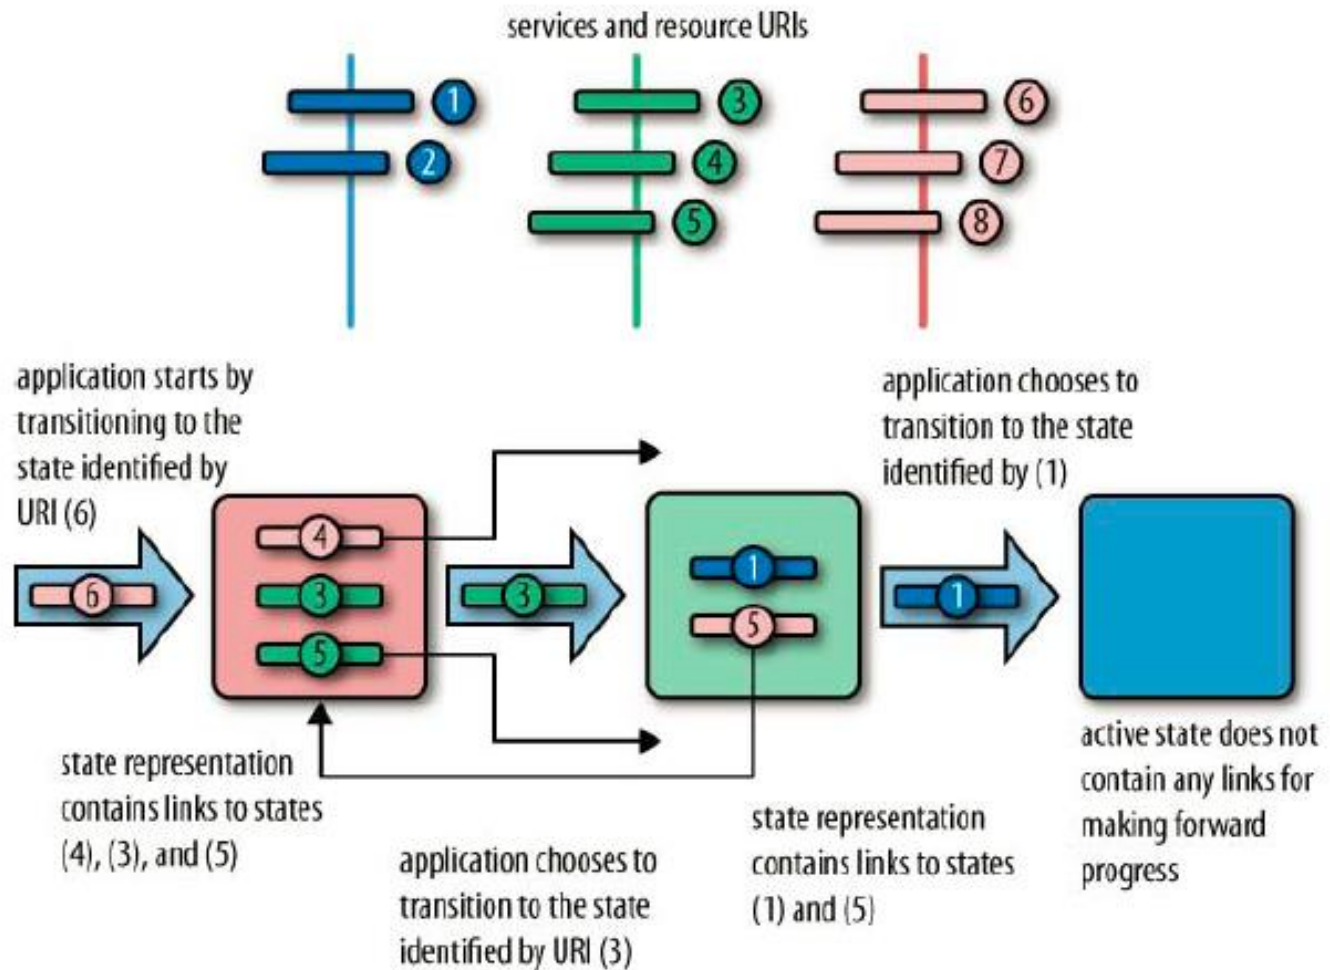 services and resource URIs
1
3
6
2
4
7
5
8
application starts by
transitioning to the
state identified by
URI (6)
application chooses to
transition to the state
identified by (1)
6
4
3
5
3
1
5
1
state representation
contains links to states
(4), (3), and (5)
application chooses to
transition to the state
identified by URI (3)
state representation
contains links to states
(1) and (5)
active state does not
contain any links for
making forward
progress